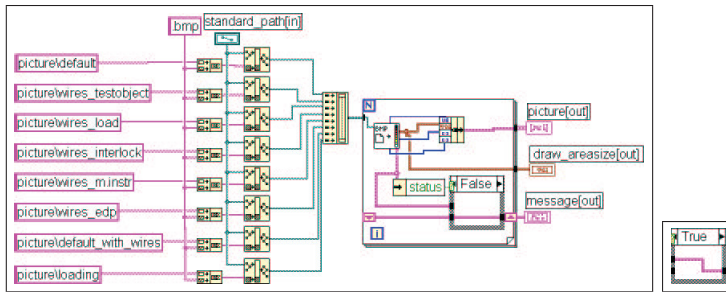 .bmp
standard_path[in]
picture\default
picture\wires_testobject
picture\wires_load
picture\wires_interlock
picture\wires_m.instr
picture\wires_edp
picture\default_with_wires
picture\loading
N
BMP
status
False
i
picture[out]
draw_areasize[out]
message[out]
True